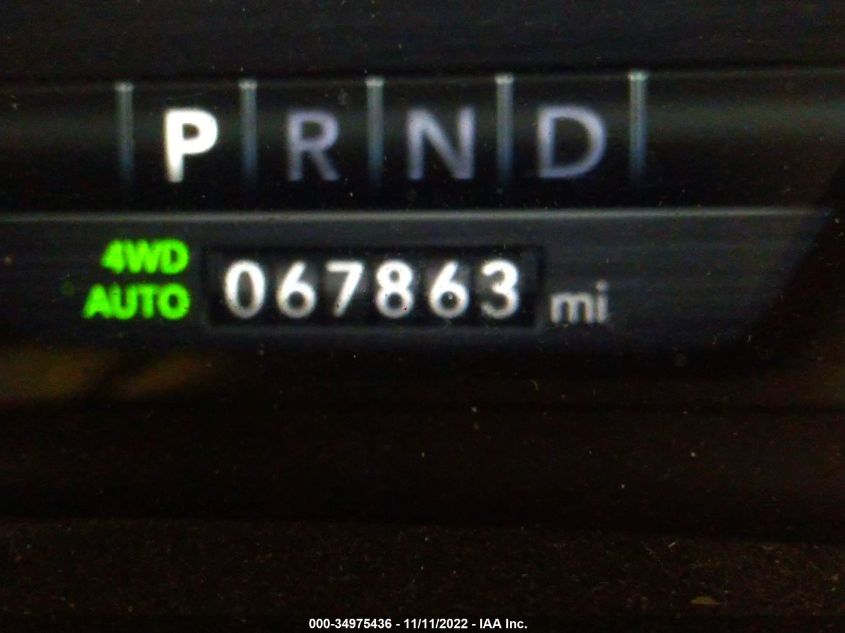 P R N D
4WD
AUTO 067863 mi
000-34975436 - 11/11/2022 - IAA Inc.